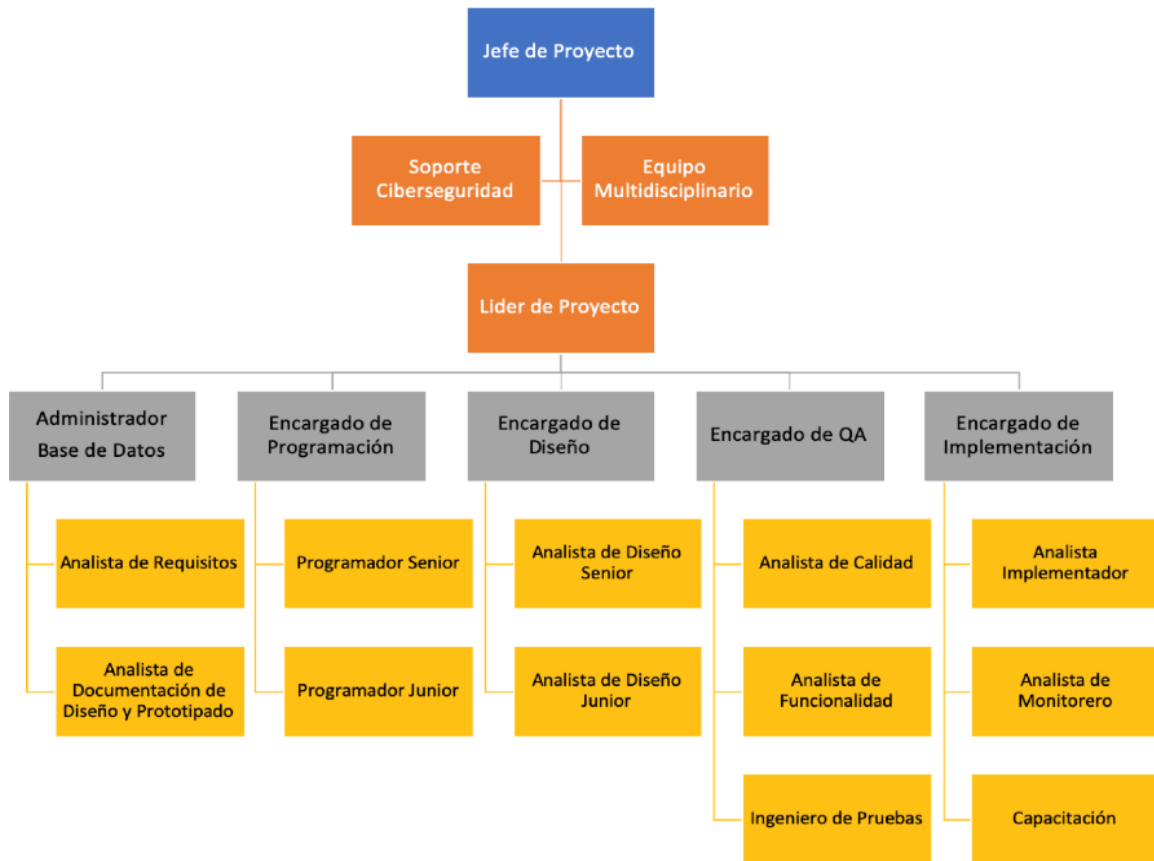 Jefe de Proyecto
Soporte
Ciberseguridad
Equipo
Multidisciplinario
Lider de Proyecto
Administrador
Base de Datos
Encargado de
Programación
Encargado de
Diseño
Encargado de QA
Encargado de
Implementación
Analista de Requisitos
Programador Senior
Analista de Diseño
Senior
Analista de Calidad
Analista
Implementador
Analista de
Documentación de
Diseño y Prototipado
Programador Junior
Analista de Diseño
Junior
Analista de
Funcionalidad
Analista de
Monitorero
Ingeniero de Pruebas
Capacitación